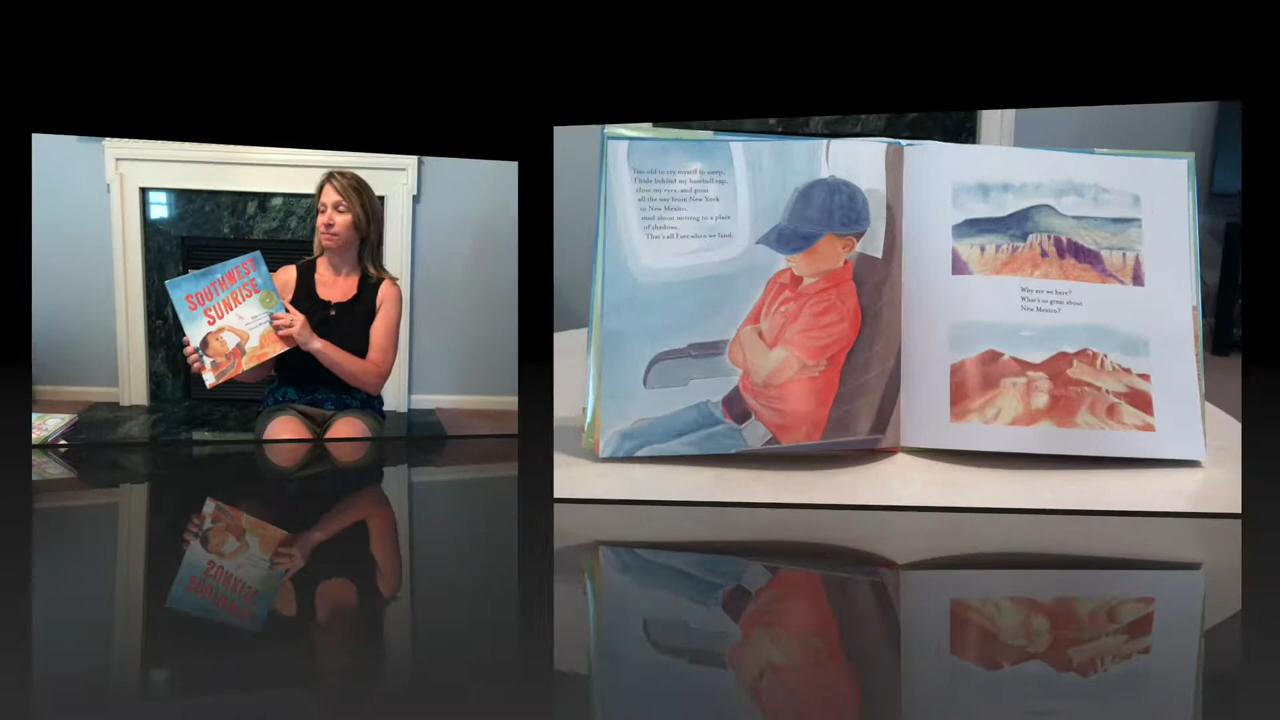 SOUTHWEST
SUNRISE
Too old to cry myself to sleep,
I hide behind my baseball cap,
close my eyes, and pout
all the way from New York
to New Mexico,
mad about moving to a place
of shadows.
That's all I see when we land.
Why are we here?
What's so great about
New Mexico?